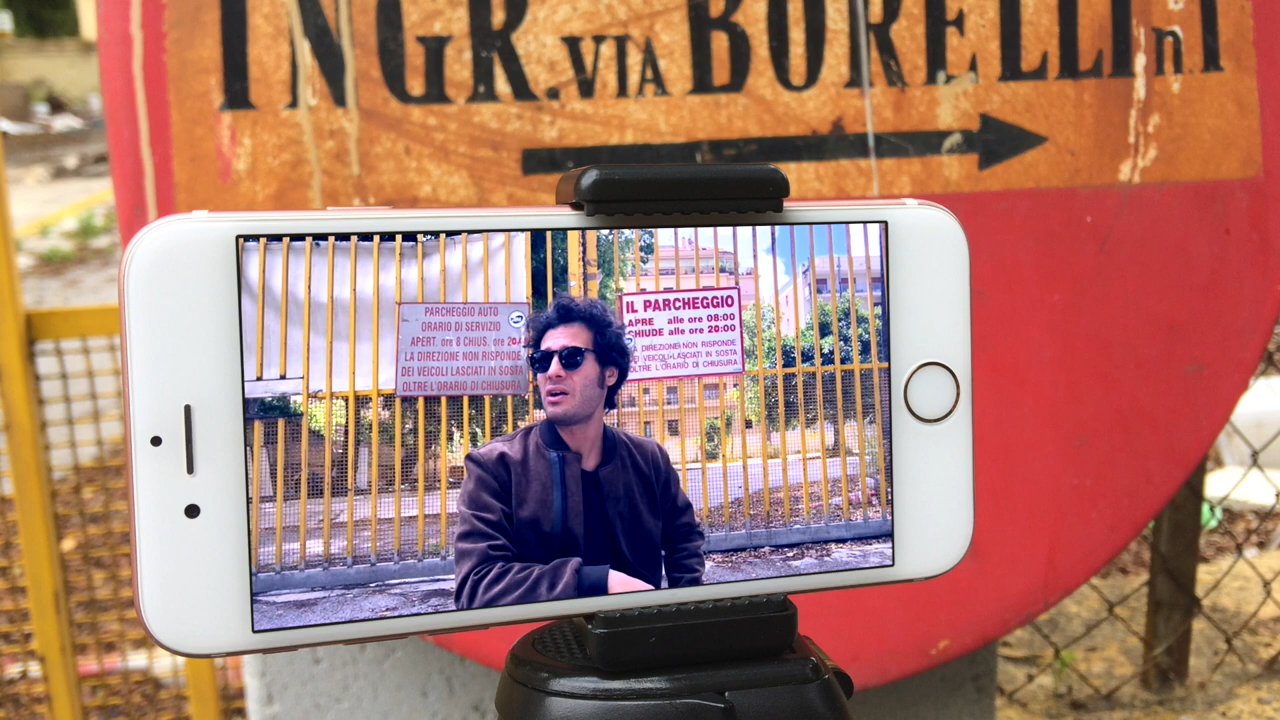 INGR. VIA BORELLI n 1
PARCHEGGIO AUTO
ORARIO DI SERVIZIO
APERT. ore 8 CHIUS. ore 20
LA DIREZIONE NON RISPONDE
DEI VEICOLI LASCIATI IN SOSTA
OLTRE L'ORARIO DI CHIUSURA
IL PARCHEGGIO
APRE alle ore 08:00
CHIUDE alle ore 20:00
LA DIREZIONE NON RISPONDE
DEI VEICOLI LASCIATI IN SOSTA
OLTRE L'ORARIO DI CHIUSURA